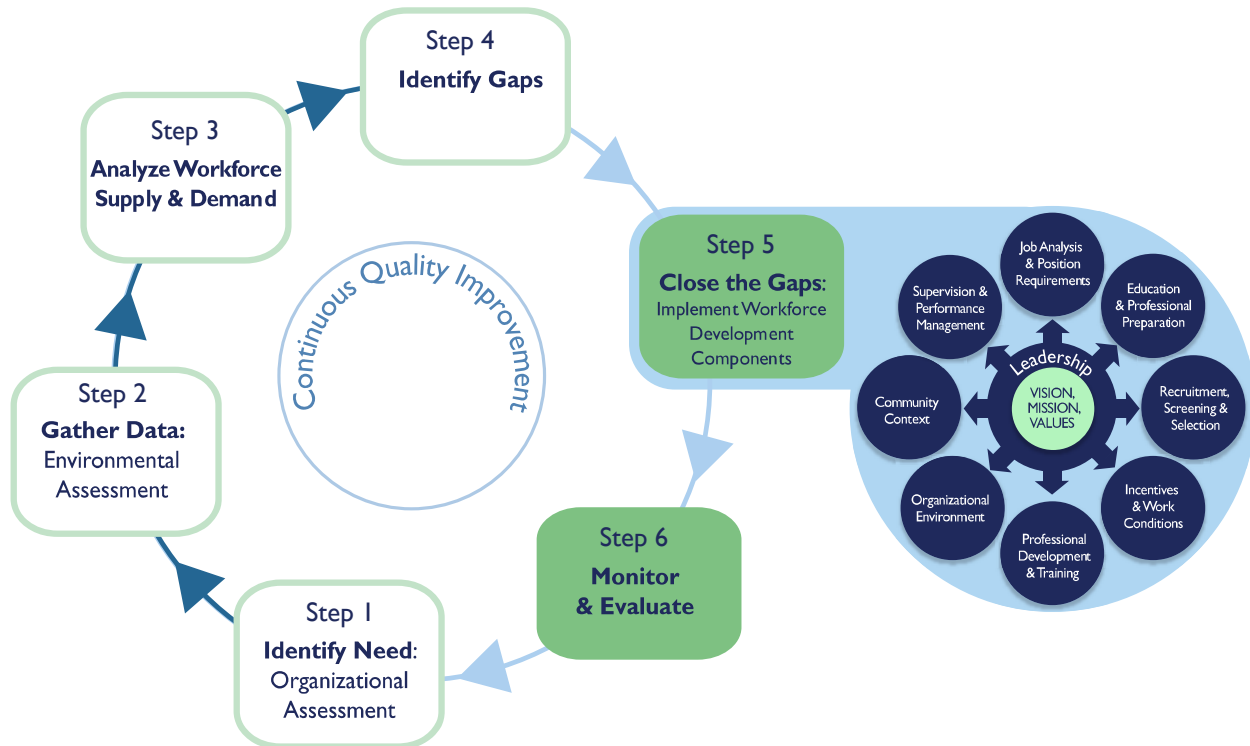 Step 4
Identify Gaps
Step 3
Analyze Workforce
Supply & Demand
Step 5
Close the Gaps:
Implement Workforce
Development
Components
Continuous Quality Improvement
Step 2
Gather Data:
Environmental
Assessment
Step 6
Monitor
& Evaluate
Step 1
Identify Need:
Organizational
Assessment
Job Analysis
& Position
Requirements
Education
& Professional
Preparation
Recruitment,
Screening &
Selection
Incentives
& Work
Conditions
Professional
Development
& Training
Organizational
Environment
Community
Context
Supervision &
Performance
Management
Leadership
VISION,
MISSION,
VALUES